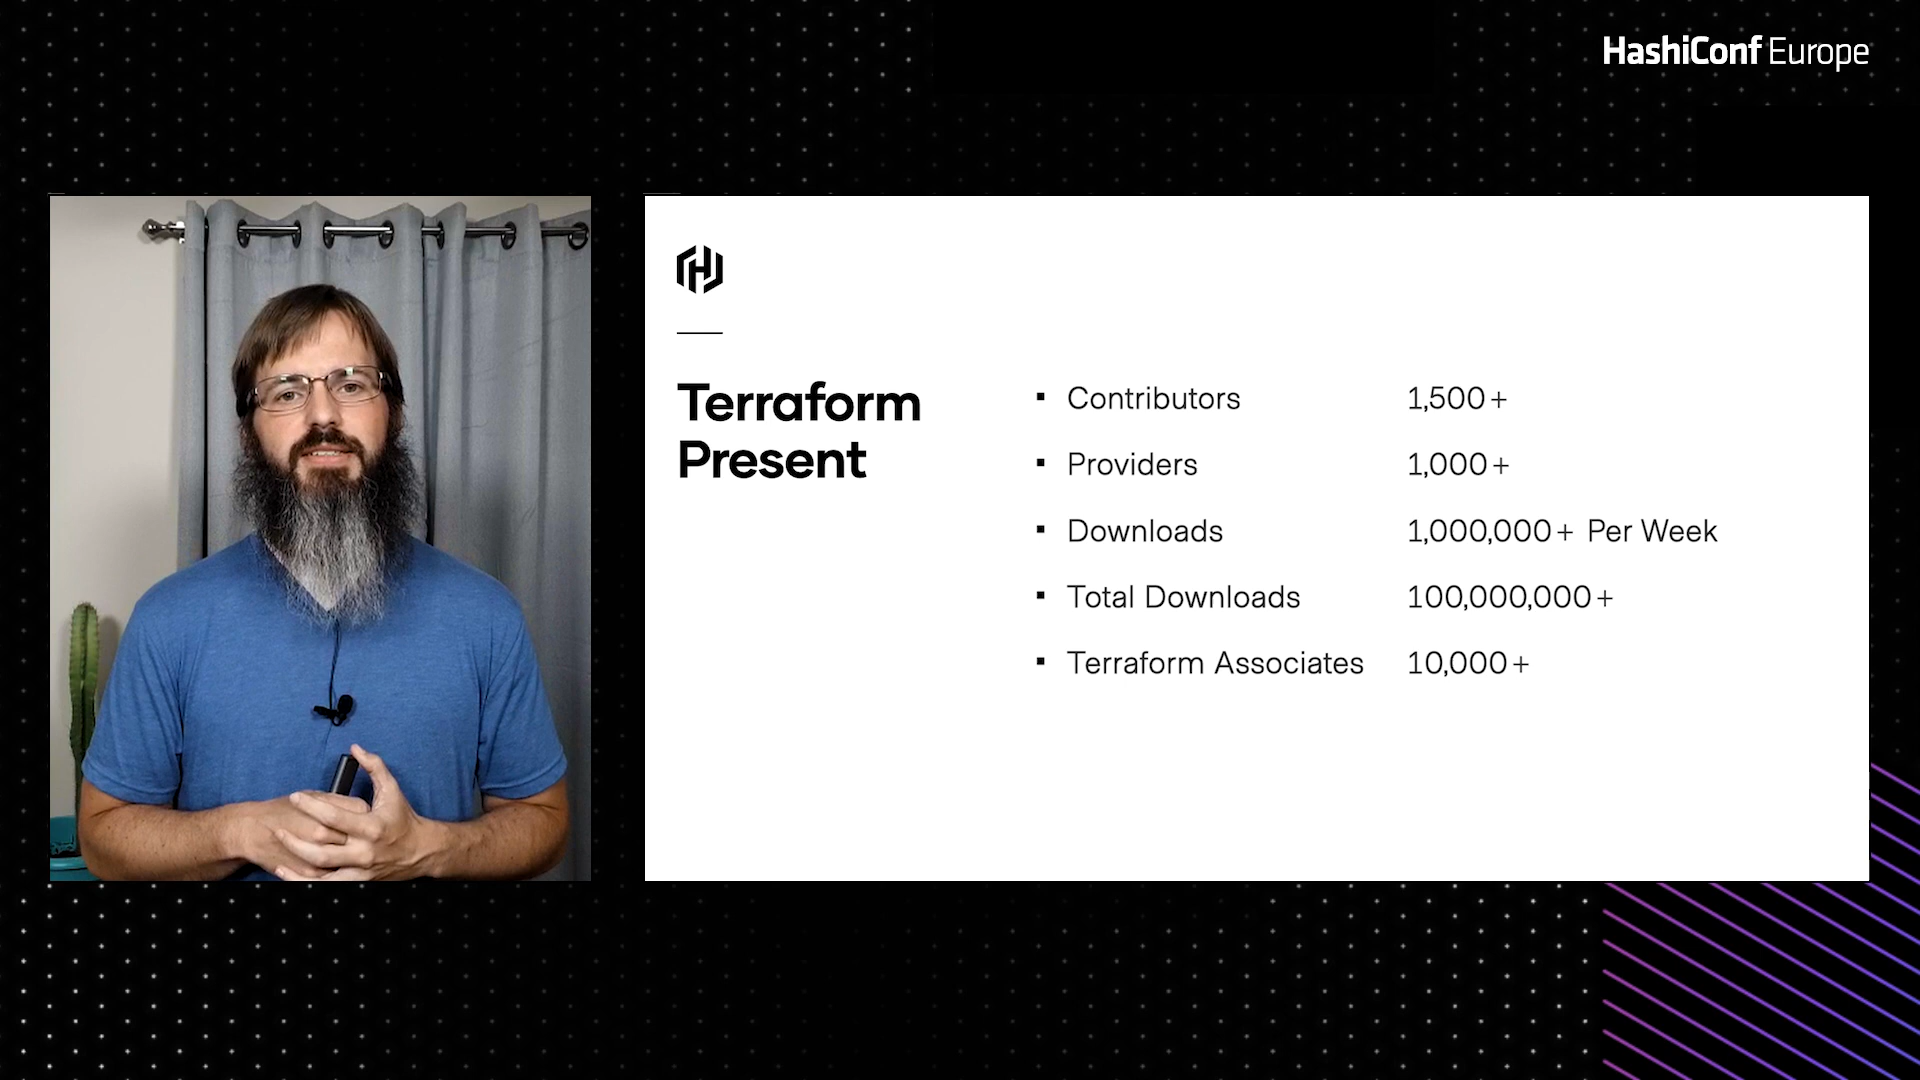 HashiConf Europe
Terraform
Present
▪ Contributors 1,500+
▪ Providers 1,000+
▪ Downloads 1,000,000+ Per Week
▪ Total Downloads 100,000,000+
▪ Terraform Associates 10,000+